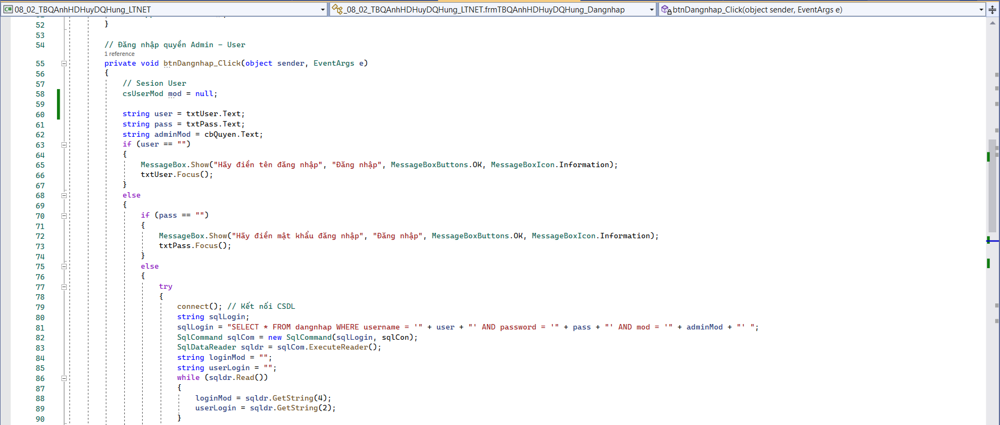 08_02_TBQAnhHDHuyDQHung_LTNET
_08_02_TBQAnhHDHuyDQHung_LTNET.frmTBQAnhHDHuyDQHung_Dangnhap
btnDangnhap_Click(object sender, EventArgs e)
52 }
53
54 // Đăng nhập quyền Admin - User
1 reference
55 private void btnDangnhap_Click(object sender, EventArgs e)
56 {
57 // Sesion User
58 csUserMod mod = null;
59
60 string user = txtUser.Text;
61 string pass = txtPass.Text;
62 string adminMod = cbQuyen.Text;
63 if (user == "")
64 {
65 MessageBox.Show("Hãy điền tên đăng nhập", "Đăng nhập", MessageBoxButtons.OK, MessageBoxIcon.Information);
66 txtUser.Focus();
67 }
68 else
69 {
70 if (pass == "")
71 {
72 MessageBox.Show("Hãy điền mật khẩu đăng nhập", "Đăng nhập", MessageBoxButtons.OK, MessageBoxIcon.Information);
73 txtPass.Focus();
74 }
75 else
76 {
77 try
78 {
79 connect(); // Kết nối CSDL
80 string sqlLogin;
81 sqlLogin = "SELECT * FROM dangnhap WHERE username = '" + user + "' AND password = '" + pass + "' AND mod = '" + adminMod + "' ";
82 SqlCommand sqlCom = new SqlCommand(sqlLogin, sqlCon);
83 SqlDataReader sqldr = sqlCom.ExecuteReader();
84 string loginMod = "";
85 string userLogin = "";
86 while (sqldr.Read())
87 {
88 loginMod = sqldr.GetString(4);
89 userLogin = sqldr.GetString(2);
90 }